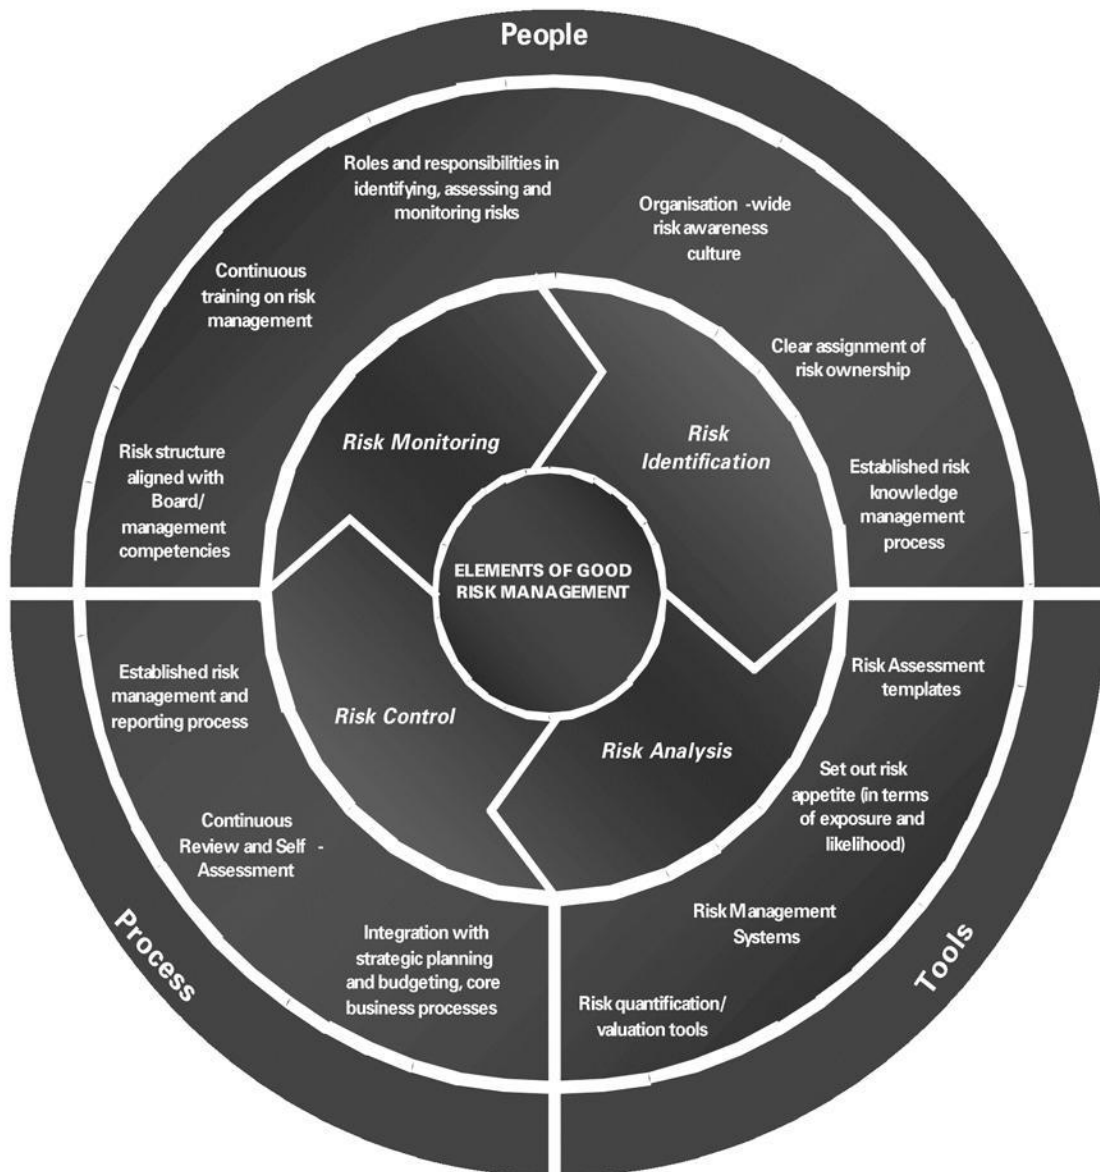 People
Roles and responsibilities in
identifying, assessing and
monitoring risks
Organisation -wide
risk awareness
culture
Continuous
training on risk
management
Clear assignment of
risk ownership
Risk structure
aligned with
Board/
management
competencies
Established risk
knowledge
management
process
Risk Monitoring
Risk
Identification
ELEMENTS OF GOOD
RISK MANAGEMENT
Risk Control
Risk Analysis
Established risk
management and
reporting process
Continuous
Review and Self -
Assessment
Integration with
strategic planning
and budgeting, core
business processes
Process
Risk Assessment
templates
Set out risk
appetite (in terms
of exposure and
likelihood)
Risk Management
Systems
Risk quantification/
valuation tools
Tools